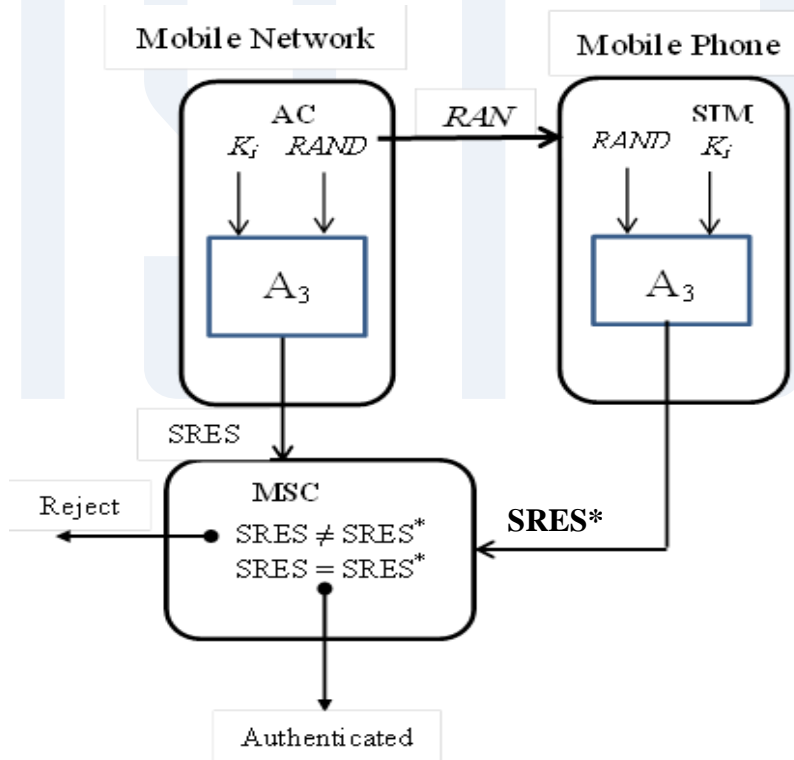 Mobile Network
Mobile Phone
AC
RAN
SIM
Ki RAND
RAND Ki
A3
A3
SRES
MSC
Reject
SRES ≠ SRES*
SRES*
SRES = SRES*
Authenticated